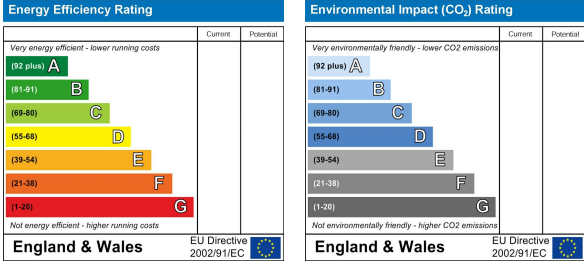 Energy Efficiency Rating
Current Potential
Very energy efficient - lower running costs
(92 plus) A
(81-91) B
(69-80) C
(55-68) D
(39-54) E
(21-38) F
(1-20) G
Not energy efficient - higher running costs
England & Wales
EU Directive
2002/91/EC
Environmental Impact (CO₂) Rating
Current Potential
Very environmentally friendly - lower CO2 emissions
(92 plus) A
(81-91) B
(69-80) C
(55-68) D
(39-54) E
(21-38) F
(1-20) G
Not environmentally friendly - higher CO2 emissions
England & Wales
EU Directive
2002/91/EC